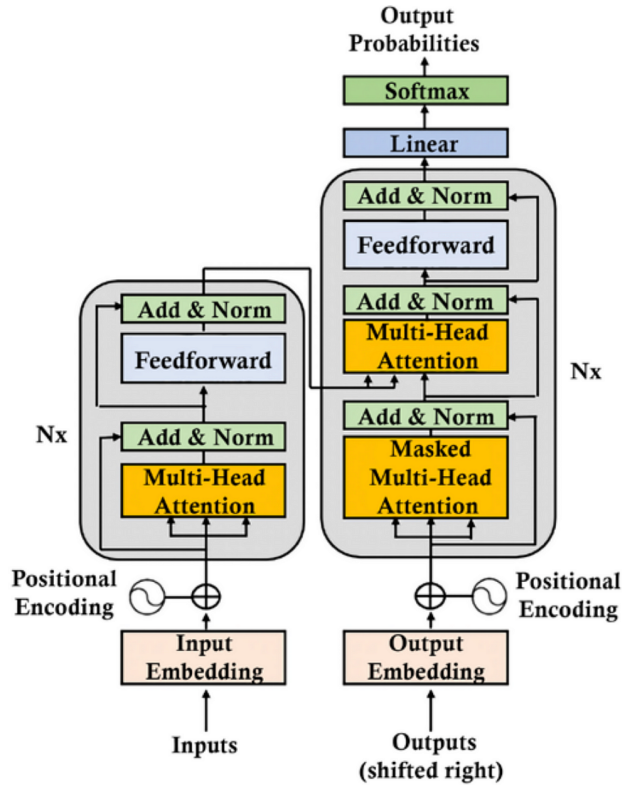 Output
Probabilities
Softmax
Linear
Add & Norm
Feedforward
Add & Norm
Multi-Head
Attention
Add & Norm
Masked
Multi-Head
Attention
Nx
Add & Norm
Feedforward
Add & Norm
Multi-Head
Attention
Nx
Positional
Encoding
Positional
Encoding
Input
Embedding
Output
Embedding
Inputs
Outputs
(shifted right)